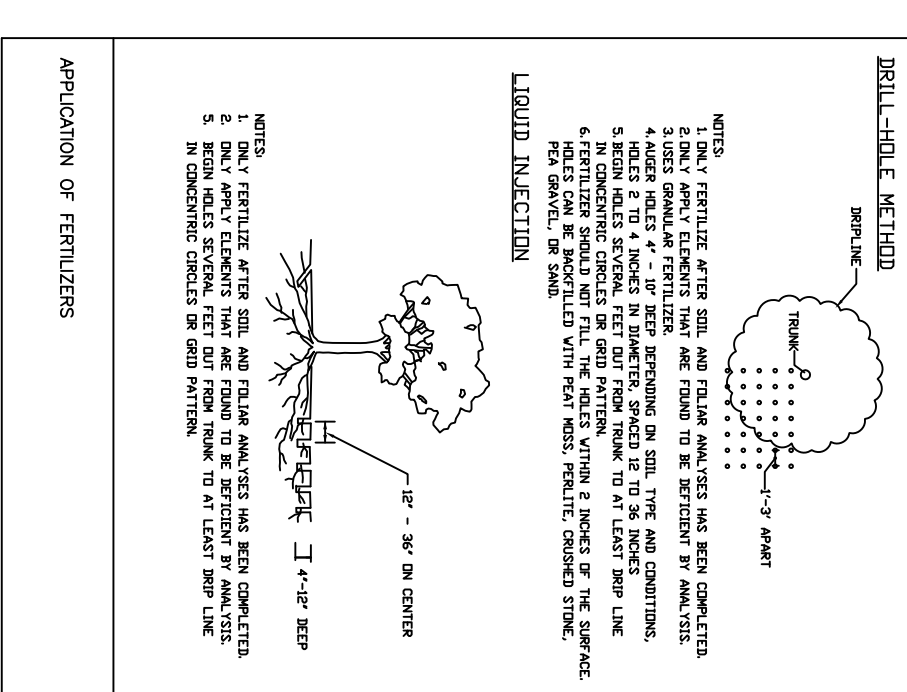 DRILL-HOLE METHOD
DRIPLINE
TRUNK
1'-3' APART
NOTES:
1. ONLY FERTILIZE AFTER SOIL AND FOLIAR ANALYSES HAS BEEN COMPLETED.
2. ONLY APPLY ELEMENTS THAT ARE FOUND TO BE DEFICIENT BY ANALYSIS.
3. USES GRANULAR FERTILIZER.
4. AUGER HOLES 4" - 10" DEEP DEPENDING ON SOIL TYPE AND CONDITIONS,
HOLES 2 TO 4 INCHES IN DIAMETER, SPACED 12 TO 36 INCHES
5. BEGIN HOLES SEVERAL FEET OUT FROM TRUNK TO AT LEAST DRIP LINE
IN CONCENTRIC CIRCLES OR GRID PATTERN.
6. FERTILIZER SHOULD NOT FILL THE HOLES WITHIN 2 INCHES OF THE SURFACE.
HOLES CAN BE BACKFILLED WITH PEAT MOSS, PERLITE, CRUSHED STONE,
PEA GRAVEL, OR SAND.
LIQUID INJECTION
12" - 36" ON CENTER
4"-12" DEEP
NOTES:
1. ONLY FERTILIZE AFTER SOIL AND FOLIAR ANALYSES HAS BEEN COMPLETED.
2. ONLY APPLY ELEMENTS THAT ARE FOUND TO BE DEFICIENT BY ANALYSIS.
5. BEGIN HOLES SEVERAL FEET OUT FROM TRUNK TO AT LEAST DRIP LINE
IN CONCENTRIC CIRCLES OR GRID PATTERN.
APPLICATION OF FERTILIZERS